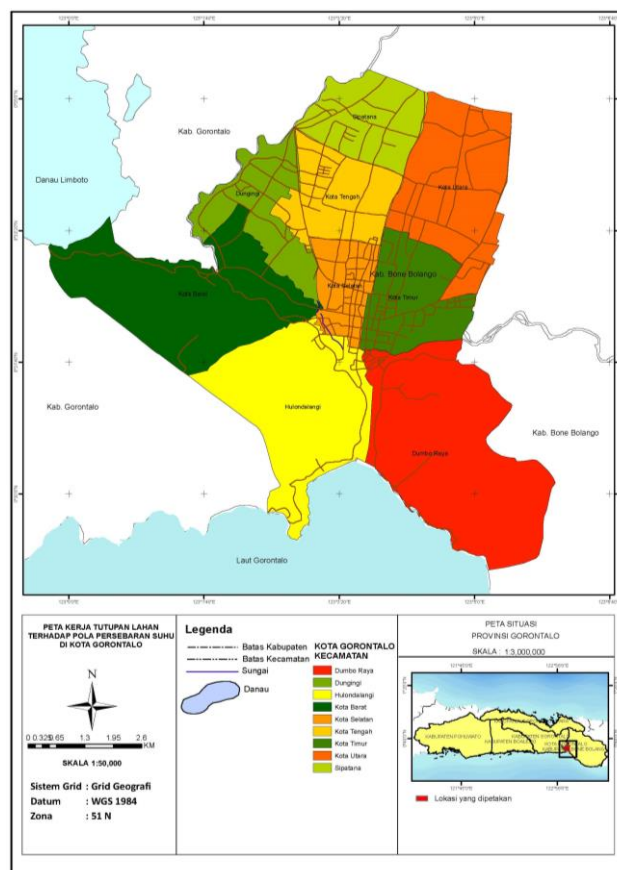 Kab. Gorontalo
Danau Limboto
Sipatana
Kota Utara
Dungingi
Kota Tengah
Kab. Bone Bolango
Kota Selatan
Kota Barat
Kota Timur
Kab. Gorontalo
Hulondalangi
Kab. Bone Bolango
Dumbo Raya
Laut Gorontalo
PETA KERJA TUTUPAN LAHAN
TERHADAP POLA PERSEBARAN SUHU
DI KOTA GORONTALO
N
0 0.325 0.65 1.3 1.95 2.6
KM
SKALA 1:50,000
Sistem Grid : Grid Geografi
Datum : WGS 1984
Zona : 51 N
Legenda
Batas Kabupaten
Batas Kecamatan
Sungai
Danau
KOTA GORONTALO
KECAMATAN
Dumbo Raya
Dungingi
Hulondalangi
Kota Barat
Kota Selatan
Kota Tengah
Kota Timur
Kota Utara
Sipatana
PETA SITUASI
PROVINSI GORONTALO
SKALA : 1:3,000,000
KABUPATEN POHUWATO
Lokasi yang dipetakan